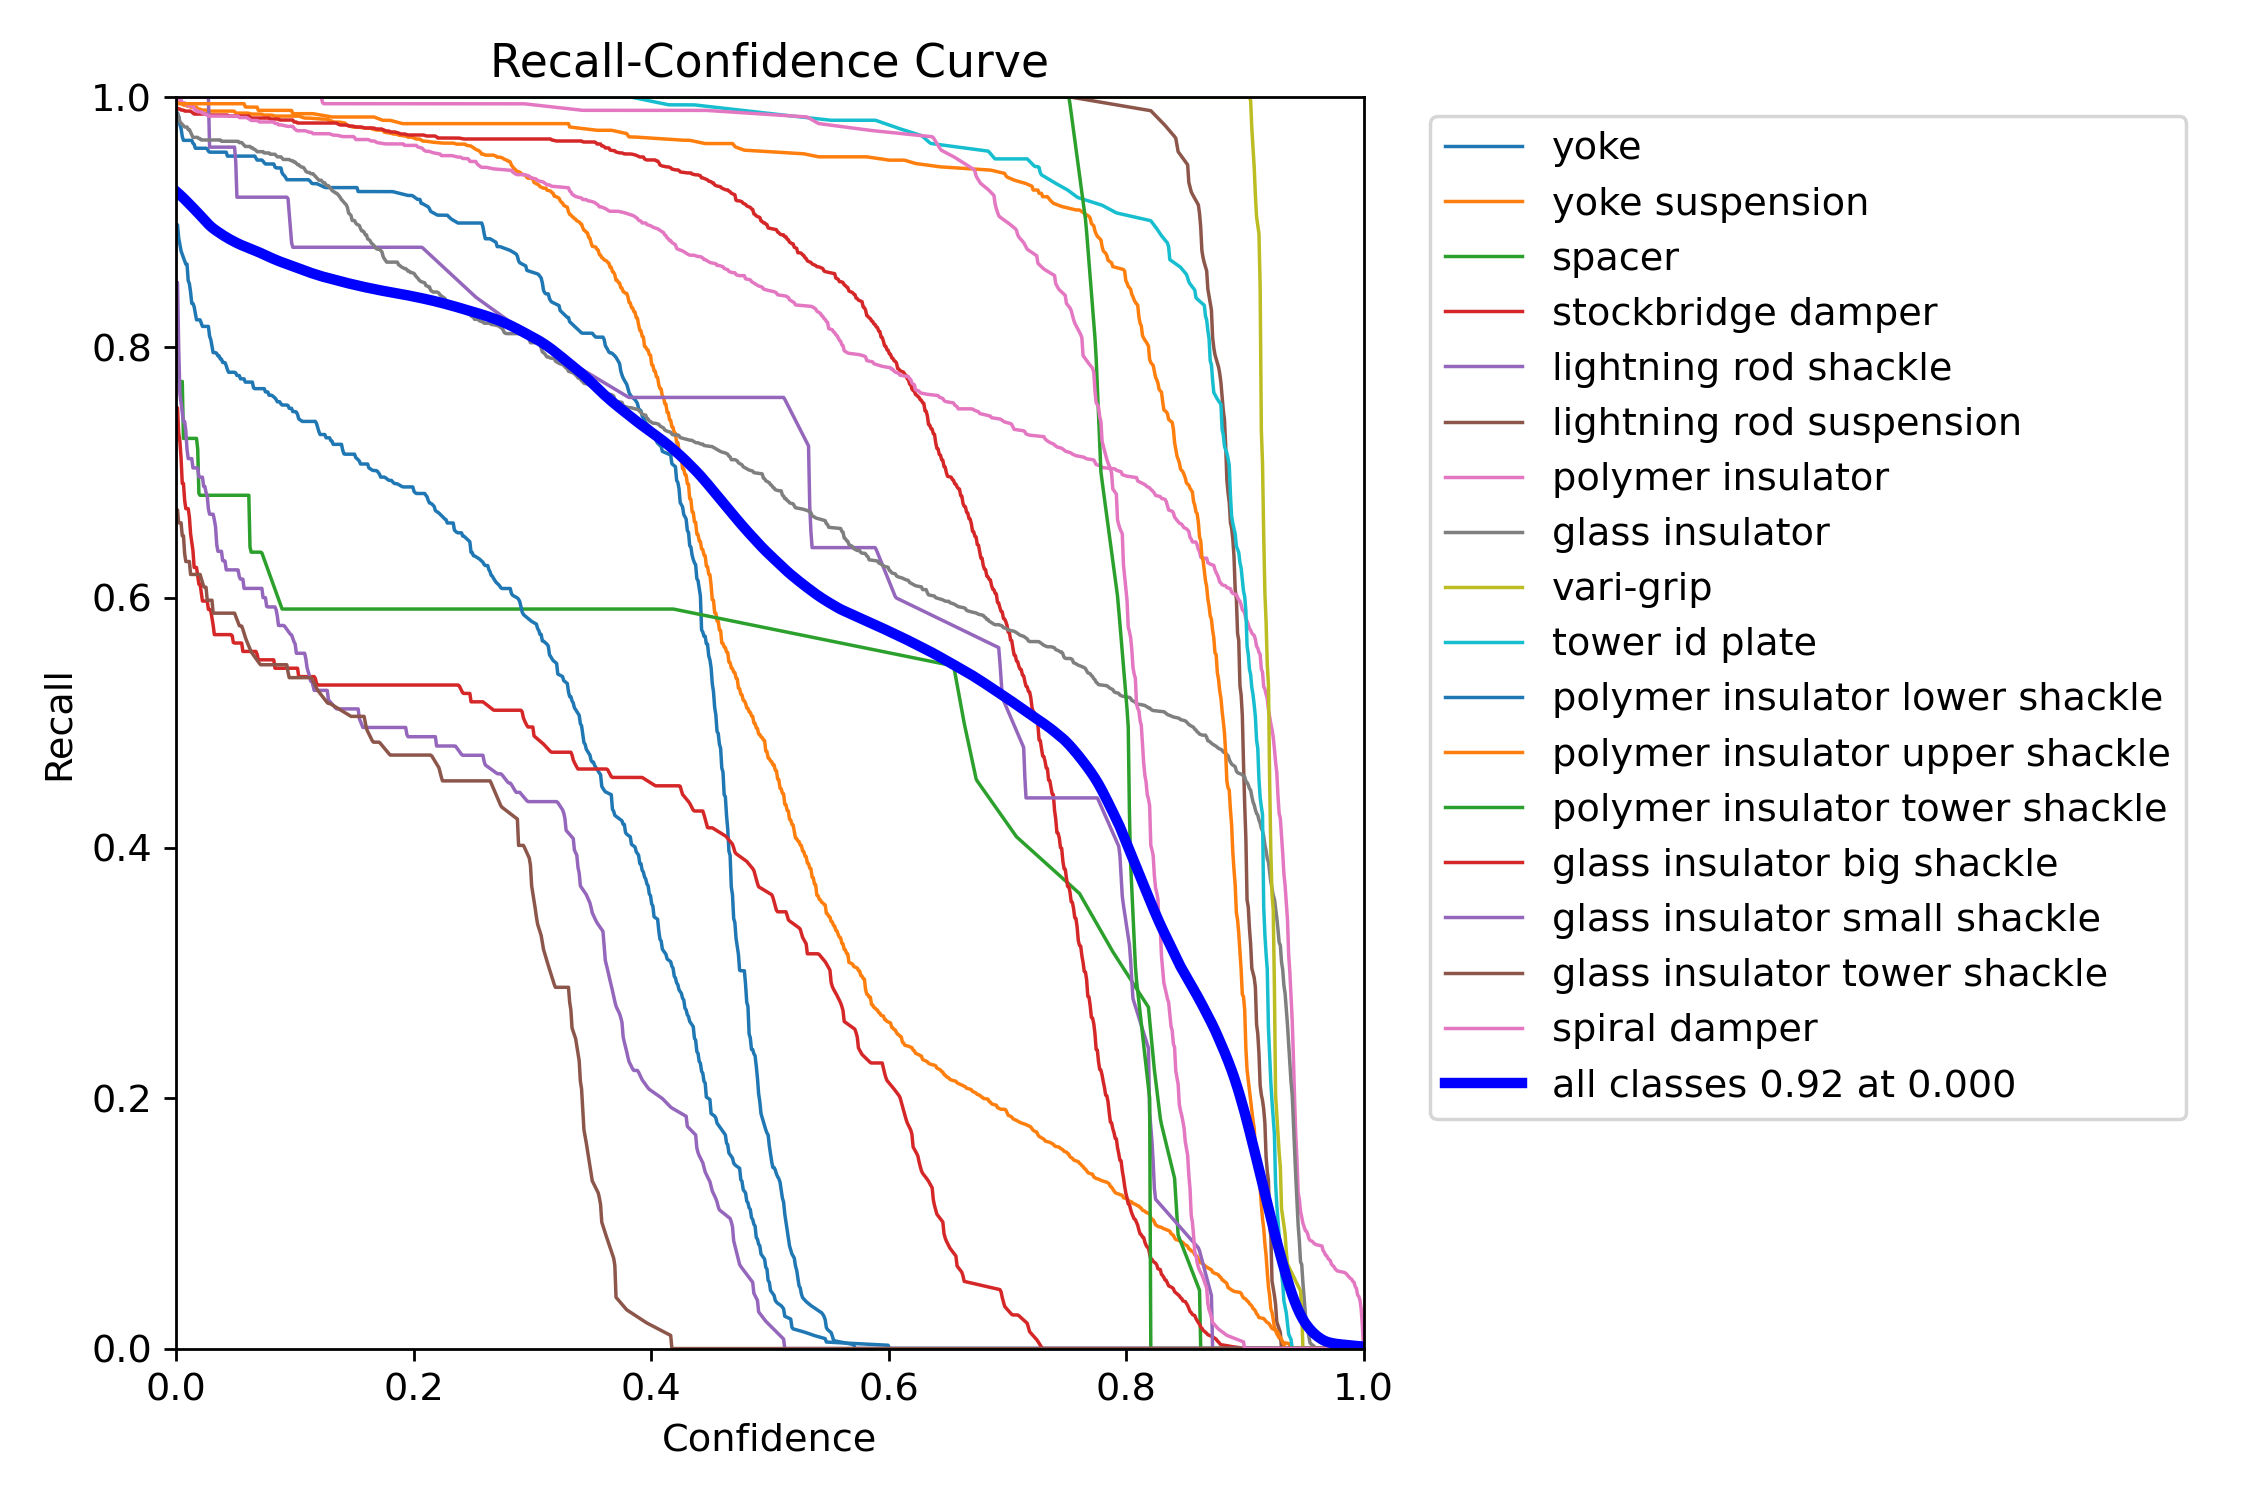 Recall-Confidence Curve
1.0
0.8
0.6
0.4
0.2
0.0
Recall
0.0 0.2 0.4 0.6 0.8 1.0
Confidence
yoke
yoke suspension
spacer
stockbridge damper
lightning rod shackle
lightning rod suspension
polymer insulator
glass insulator
vari-grip
tower id plate
polymer insulator lower shackle
polymer insulator upper shackle
polymer insulator tower shackle
glass insulator big shackle
glass insulator small shackle
glass insulator tower shackle
spiral damper
all classes 0.92 at 0.000